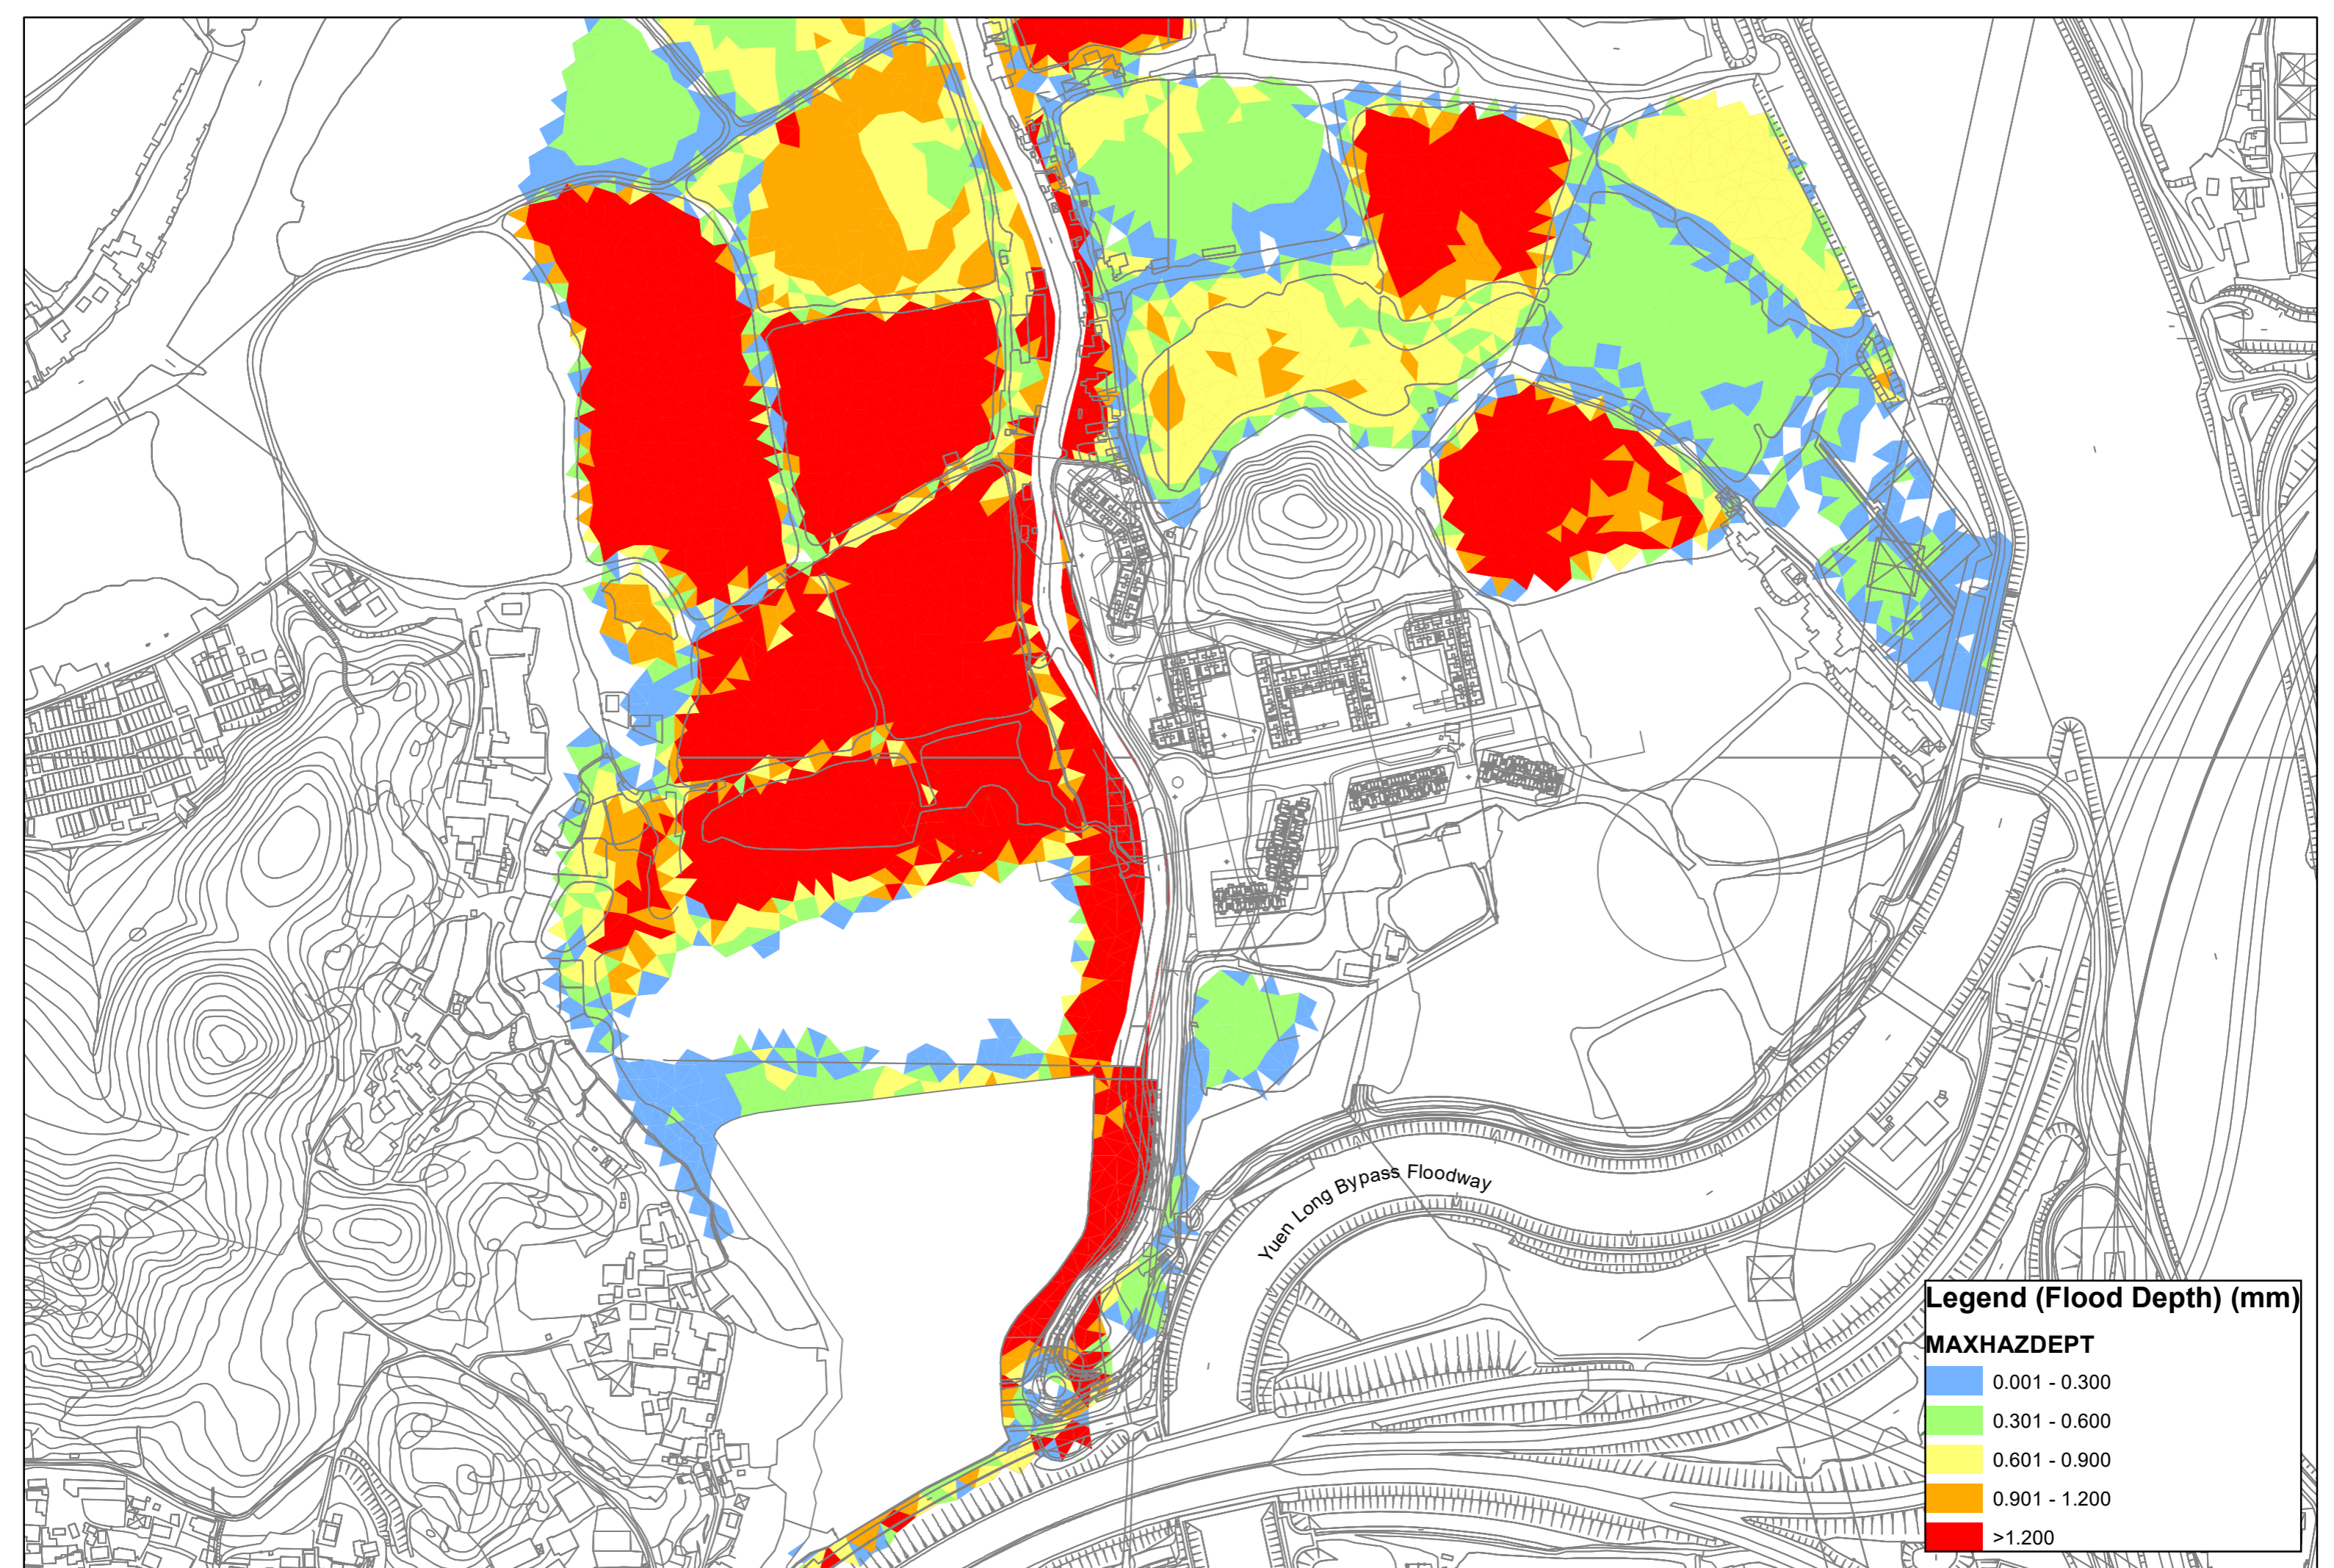 Yuen Long Bypass Floodway
Legend (Flood Depth) (mm)
MAXHAZDEPT
0.001 - 0.300
0.301 - 0.600
0.601 - 0.900
0.901 - 1.200
>1.200